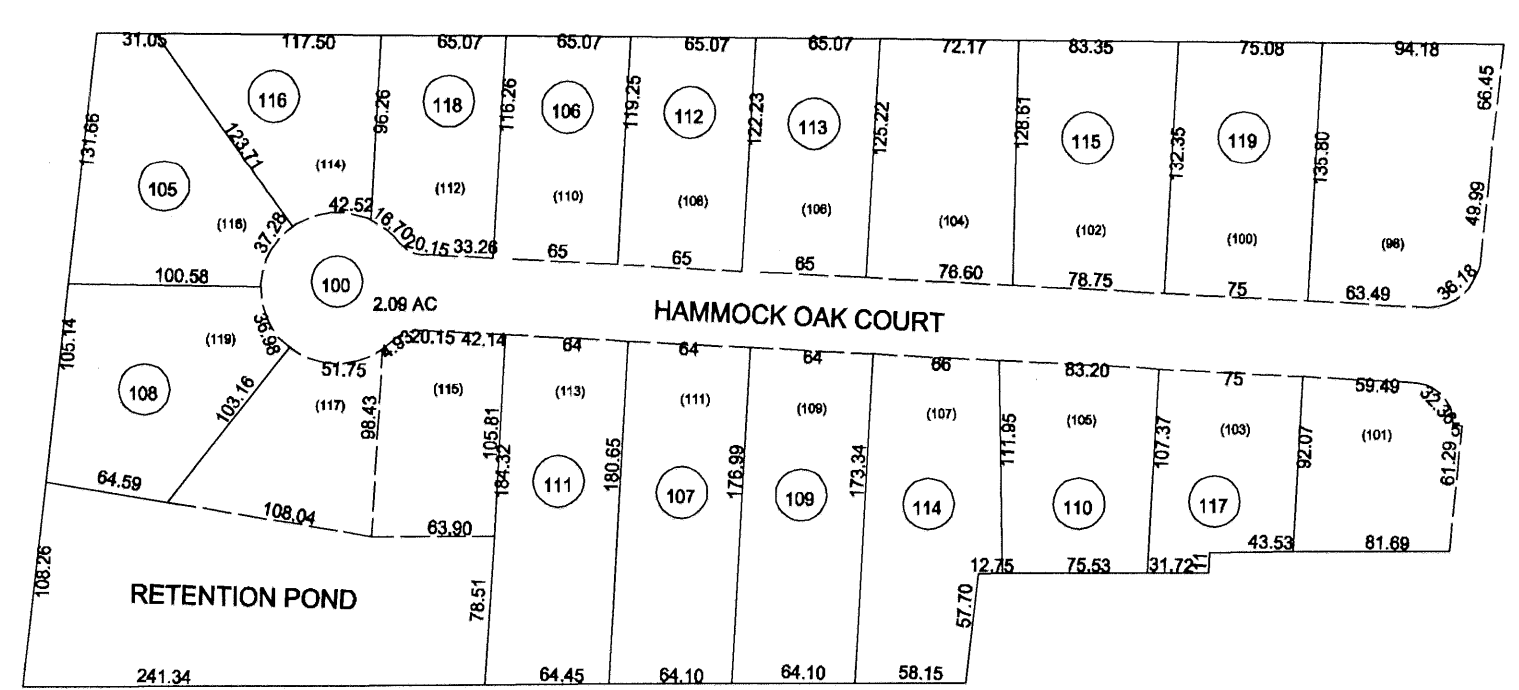 31.05 117.50 65.07 65.07 65.07 65.07 72.17 83.35 75.08 94.18
131.66 123.71 96.26 116.26 119.25 122.23 125.22 128.61 132.35 135.80 66.45
116 118 106 112 113 115 119
105
(114) (112) (110) (108) (106) (104) (102) (100) (98)
(116)
49.99
37.28 42.52 16.70 20.15 33.26 65 65 65 76.60 78.75 75 63.49 36.18
100.58
100
2.09 AC
HAMMOCK OAK COURT
105.14 36.98 51.75 4.93 20.15 42.14 64 64 64 66 83.20 75 59.49 32.36
(119)
108
103.16
(117) (115) (113) (111) (109) (107) (105) (103) (101)
98.43 105.81 184.32 180.65 176.99 173.34 111.95 107.37 92.07 61.29
111 107 109 114 110 117
64.59 108.04 63.90
43.53 81.69
12.75 75.53 31.72 11
108.26
RETENTION POND
78.51 57.70
241.34 64.45 64.10 64.10 58.15